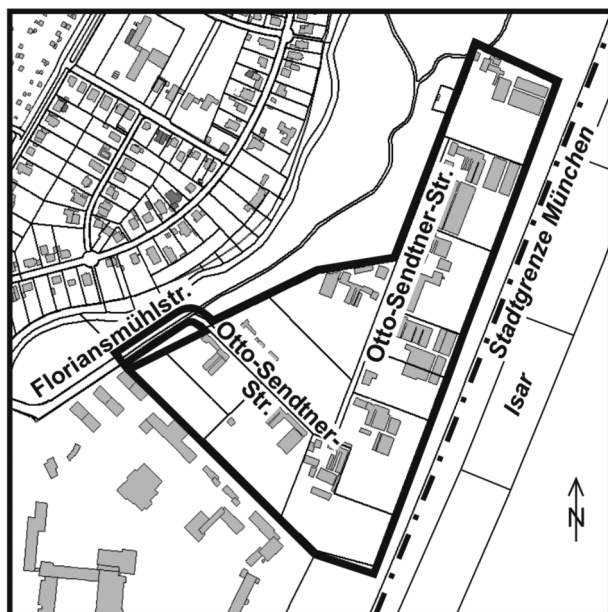 Otto-Sendtner-Str.
Stadtgrenze München
Floriansmühlstr.
Otto-Sendtner-
Str.
Isar
N